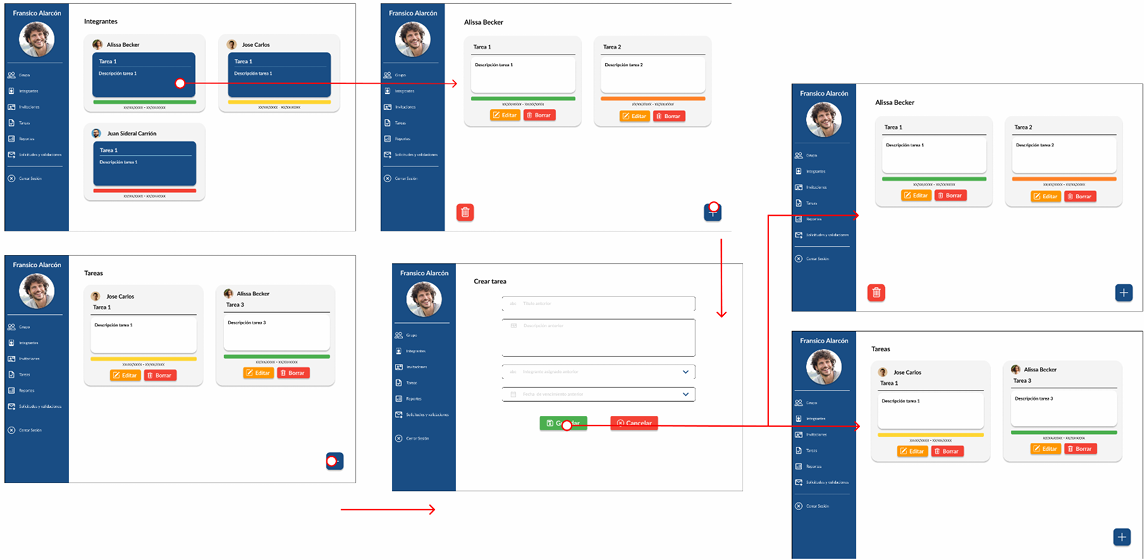 Fransico Alarcón
Grupo
Integrantes
Invitaciones
Tareas
Reportes
Solicitudes y validaciones
Cerrar Sesión
Integrantes
Alissa Becker
Tarea 1
Descripción tarea 1
XX/XX/XXXX - XX/XX/XXXX
Jose Carlos
Tarea 1
Descripción tarea 1
XX/XX/XXXX - XX/XX/XXXX
Juan Sideral Carrión
Tarea 1
Descripción tarea 1
XX/XX/XXXX - XX/XX/XXXX
Fransico Alarcón
Grupo
Integrantes
Invitaciones
Tareas
Reportes
Solicitudes y validaciones
Cerrar Sesión
Alissa Becker
Tarea 1
Descripción tarea 1
XX/XX/XXXX - XX/XX/XXXX
Editar
Borrar
Tarea 2
Descripción tarea 2
XX/XX/XXXX - XX/XX/XXXX
Editar
Borrar
Fransico Alarcón
Grupo
Integrantes
Invitaciones
Tareas
Reportes
Solicitudes y validaciones
Cerrar Sesión
Alissa Becker
Tarea 1
Descripción tarea 1
XX/XX/XXXX - XX/XX/XXXX
Editar
Borrar
Tarea 2
Descripción tarea 2
XX/XX/XXXX - XX/XX/XXXX
Editar
Borrar
Fransico Alarcón
Grupo
Integrantes
Invitaciones
Tareas
Reportes
Solicitudes y validaciones
Cerrar Sesión
Tareas
Jose Carlos
Tarea 1
Descripción tarea 1
XX/XX/XXXX - XX/XX/XXXX
Editar
Borrar
Alissa Becker
Tarea 3
Descripción tarea 3
XX/XX/XXXX - XX/XX/XXXX
Editar
Borrar
Fransico Alarcón
Grupo
Integrantes
Invitaciones
Tareas
Reportes
Solicitudes y validaciones
Cerrar Sesión
Crear tarea
Cancelar
Fransico Alarcón
Grupo
Integrantes
Invitaciones
Tareas
Reportes
Solicitudes y validaciones
Cerrar Sesión
Tareas
Jose Carlos
Tarea 1
Descripción tarea 1
XX/XX/XXXX - XX/XX/XXXX
Editar
Borrar
Alissa Becker
Tarea 3
Descripción tarea 3
XX/XX/XXXX - XX/XX/XXXX
Editar
Borrar